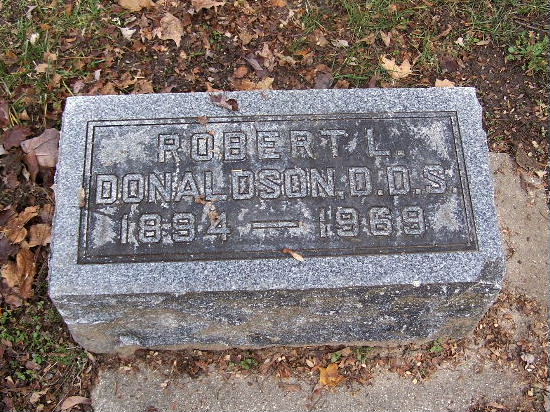 ROBERT L.
DONALDSON. D.D.S.
1894 — 1969